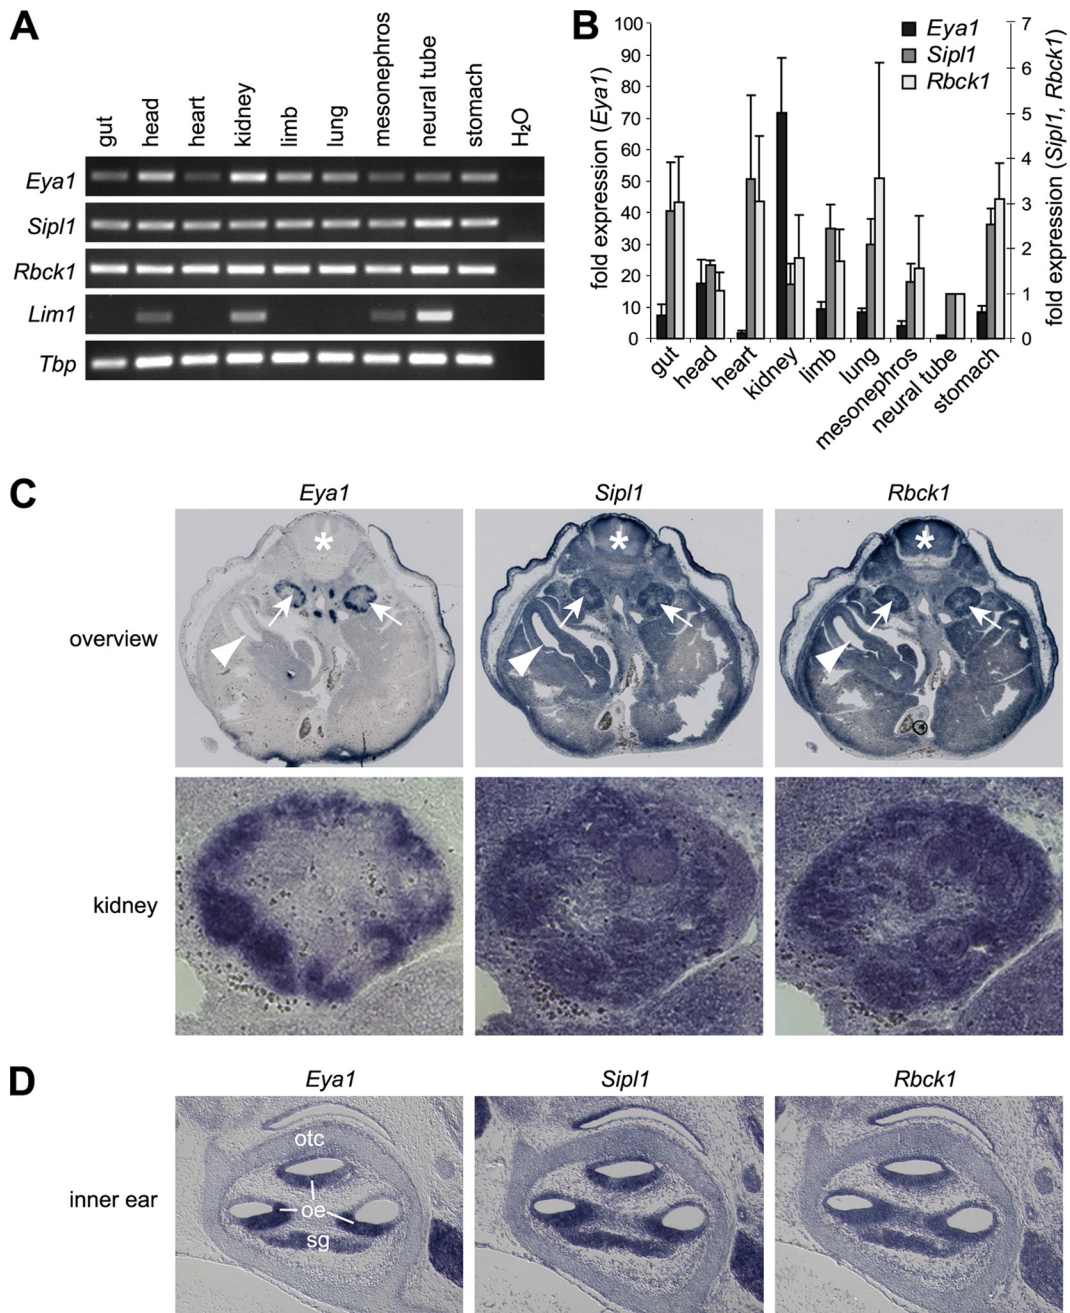 A
gut
head
heart
kidney
limb
lung
mesonephros
neural tube
stomach
H₂O
Eya1
Sipl1
Rbck1
Lim1
Tbp
B
fold expression (Eya1)
100
90
80
70
60
50
40
30
20
10
0
Eya1
Sipl1
Rbck1
7
6
5
4
3
2
1
0
fold expression (Sipl1, Rbck1)
gut
head
heart
kidney
limb
lung
mesonephros
neural tube
stomach
C
Eya1
Sipl1
Rbck1
overview
*
*
*
kidney
D
Eya1
Sipl1
Rbck1
inner ear
otc
oe
sg